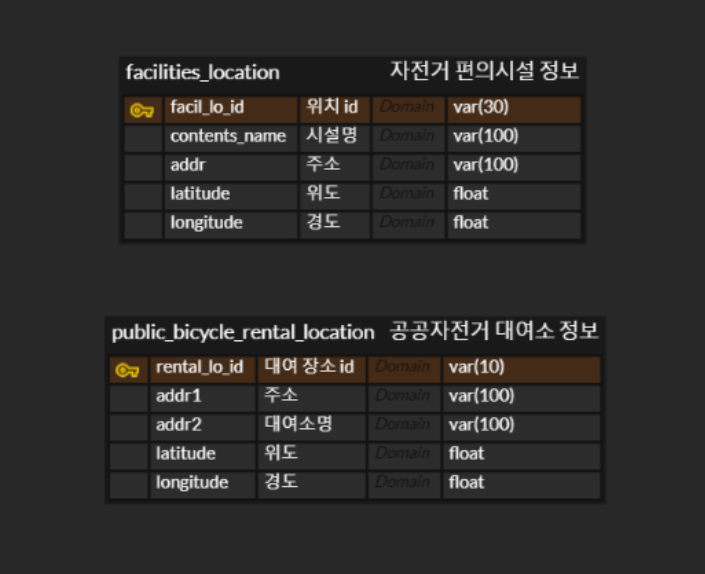 facilities_location 자전거 편의시설 정보
facil_lo_id 위치 id Domain var(30)
contents_name 시설명 Domain var(100)
addr 주소 Domain var(100)
latitude 위도 Domain float
longitude 경도 Domain float
public_bicycle_rental_location 공공자전거 대여소 정보
rental_lo_id 대여 장소 id Domain var(10)
addr1 주소 Domain var(100)
addr2 대여소명 Domain var(100)
latitude 위도 Domain float
longitude 경도 Domain float